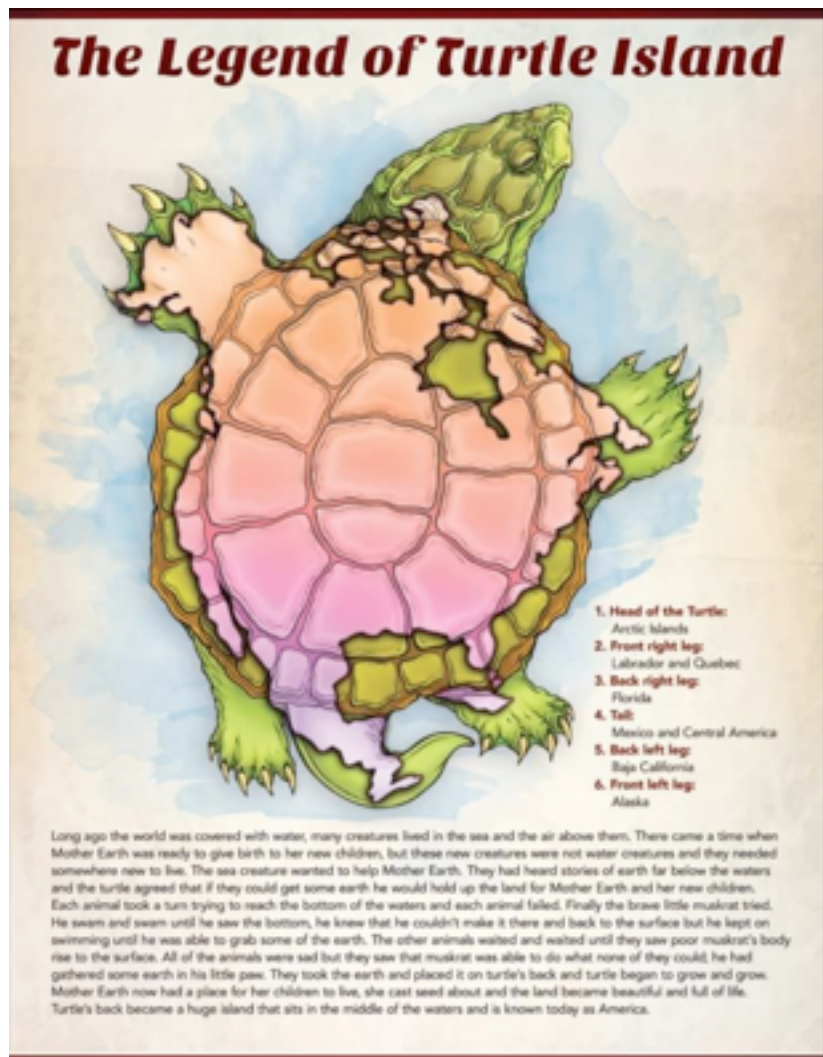 The Legend of Turtle Island
1. Head of the Turtle:
Arctic Islands
2. Front right leg:
Labrador and Quebec
3. Back right leg:
Florida
4. Tail:
Mexico and Central America
5. Back left leg:
Baja California
6. Front left leg:
Alaska
Long ago the world was covered with water, many creatures lived in the sea and the air above them. There came a time when
Mother Earth was ready to give birth to her new children, but these new creatures were not water creatures and they needed
somewhere new to live. The sea creature wanted to help Mother Earth. They had heard stories of earth far below the waters
and the turtle agreed that if they could get some earth he would hold up the land for Mother Earth and her new children.
Each animal took a turn trying to reach the bottom of the waters and each animal failed. Finally the brave little muskrat tried.
He swam and swam until he saw the bottom, he knew that he couldn't make it there and back to the surface but he kept on
swimming until he was able to grab some of the earth. The other animals waited and waited until they saw poor muskrat's body
rise to the surface. All of the animals were sad but they saw that muskrat was able to do what none of they could; he had
gathered some earth in his little paw. They took the earth and placed it on turtle's back and turtle began to grow and grow.
Mother Earth now had a place for her children to live, she cast seed about and the land became beautiful and full of life.
Turtle's back became a huge island that sits in the middle of the waters and is known today as America.